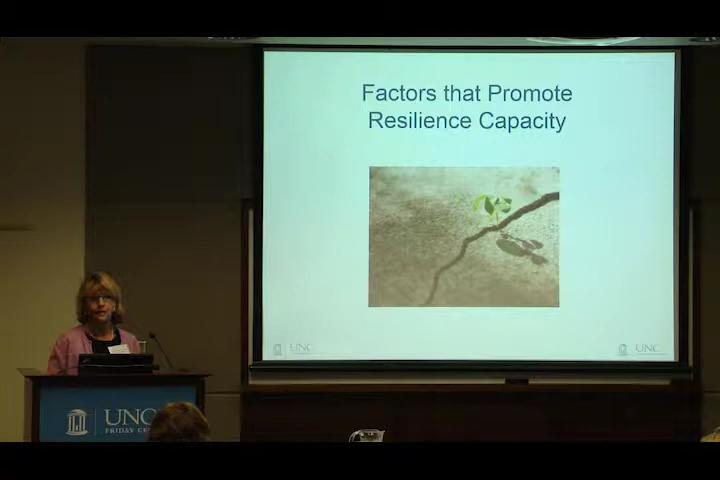 Factors that Promote
Resilience Capacity
UNC
UNC
UNC
FRIDAY CE